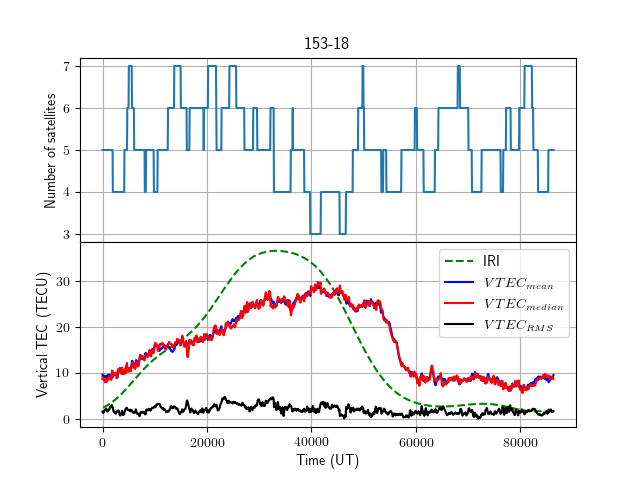 153-18
Number of satellites
7
6
5
4
3
Vertical TEC (TECU)
30
20
10
0
IRI
VTEC_mean
VTEC_median
VTEC_RMS
0 20000 40000 60000 80000
Time (UT)